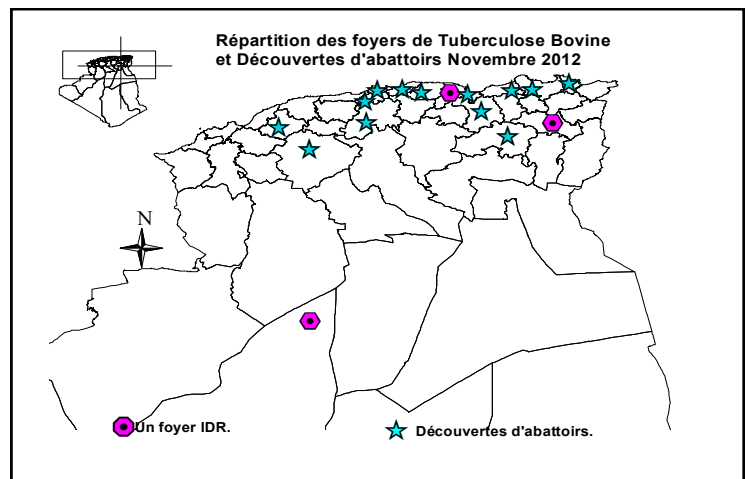 Répartition des foyers de Tuberculose Bovine
et Découvertes d'abattoirs Novembre 2012
N
Un foyer IDR.
Découvertes d'abattoirs.